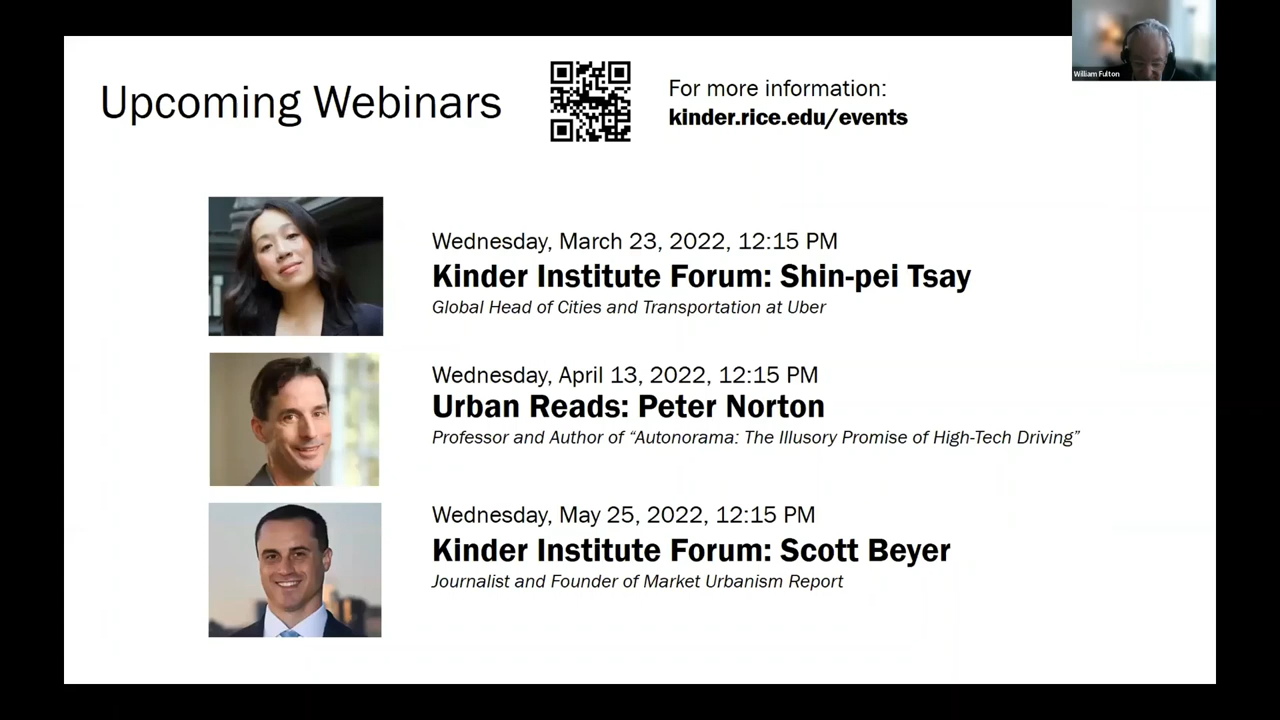 Upcoming Webinars
For more information:
kinder.rice.edu/events
William Fulton
Wednesday, March 23, 2022, 12:15 PM
Kinder Institute Forum: Shin-pei Tsay
Global Head of Cities and Transportation at Uber
Wednesday, April 13, 2022, 12:15 PM
Urban Reads: Peter Norton
Professor and Author of “Autonorama: The Illusory Promise of High-Tech Driving”
Wednesday, May 25, 2022, 12:15 PM
Kinder Institute Forum: Scott Beyer
Journalist and Founder of Market Urbanism Report